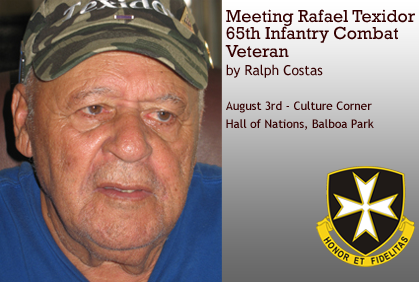 Texidor
Meeting Rafael Texidor
65th Infantry Combat
Veteran
by Ralph Costas
August 3rd - Culture Corner
Hall of Nations, Balboa Park
HONOR ET FIDELITAS